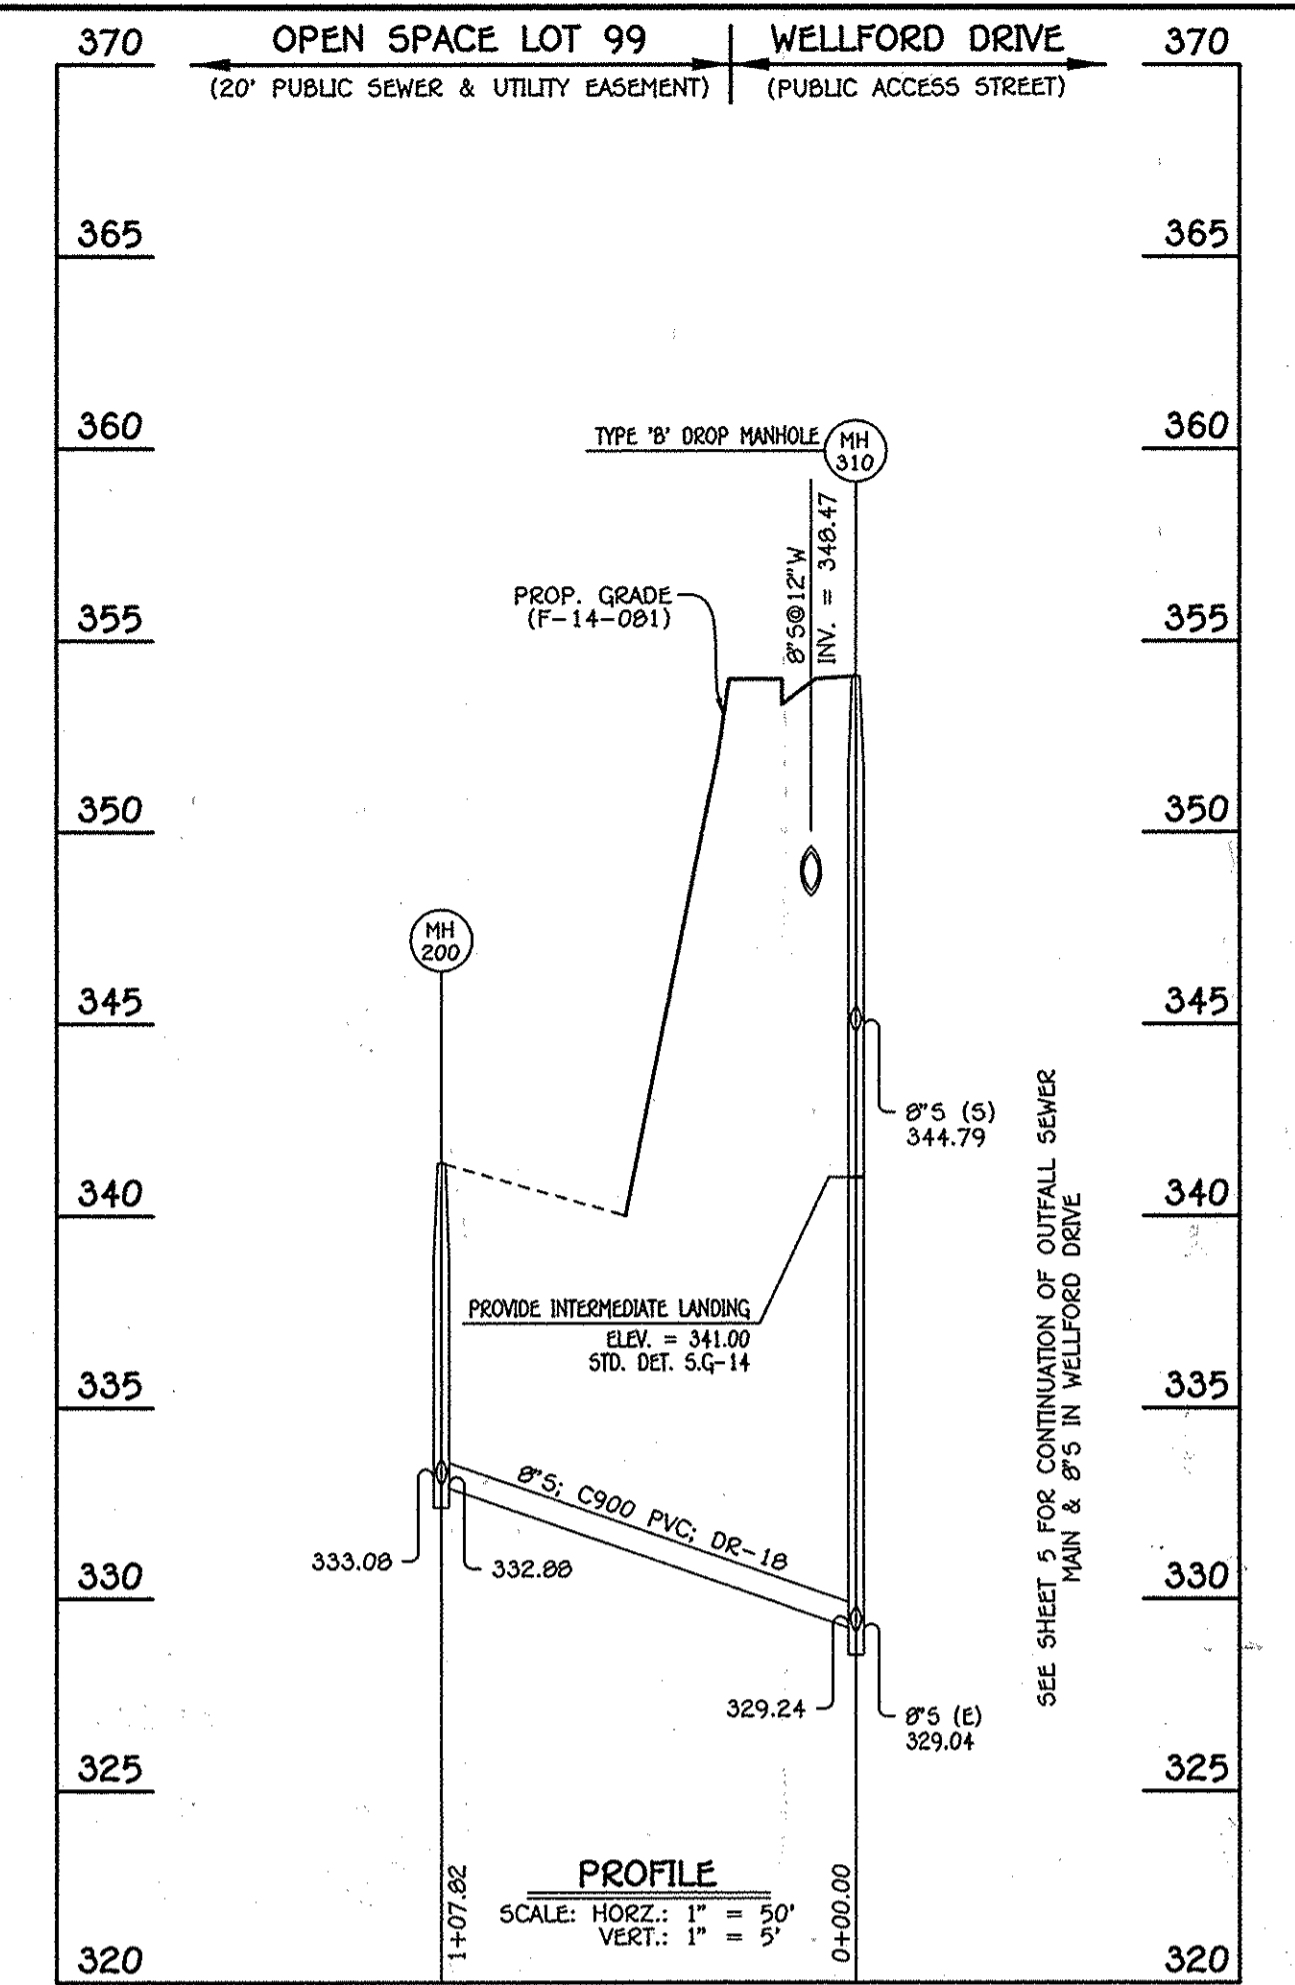 370
OPEN SPACE LOT 99
WELLFORD DRIVE
370
(20' PUBLIC SEWER & UTILITY EASEMENT)
(PUBLIC ACCESS STREET)
365
365
360
360
TYPE 'B' DROP MANHOLE
MH
310
8"S@12"W
INV. = 348.47
PROP. GRADE
(F-14-081)
355
355
350
350
MH
200
345
345
8"S (S)
344.79
340
340
PROVIDE INTERMEDIATE LANDING
ELEV. = 341.00
STD. DET. S.G-14
SEE SHEET 5 FOR CONTINUATION OF OUTFALL SEWER
MAIN & 8"S IN WELLFORD DRIVE
335
335
8"S; C900 PVC; DR-18
333.08
332.88
330
330
329.24
8"S (E)
329.04
325
325
1+07.82
PROFILE
SCALE: HORZ.: 1" = 50'
VERT.: 1" = 5'
0+00.00
320
320